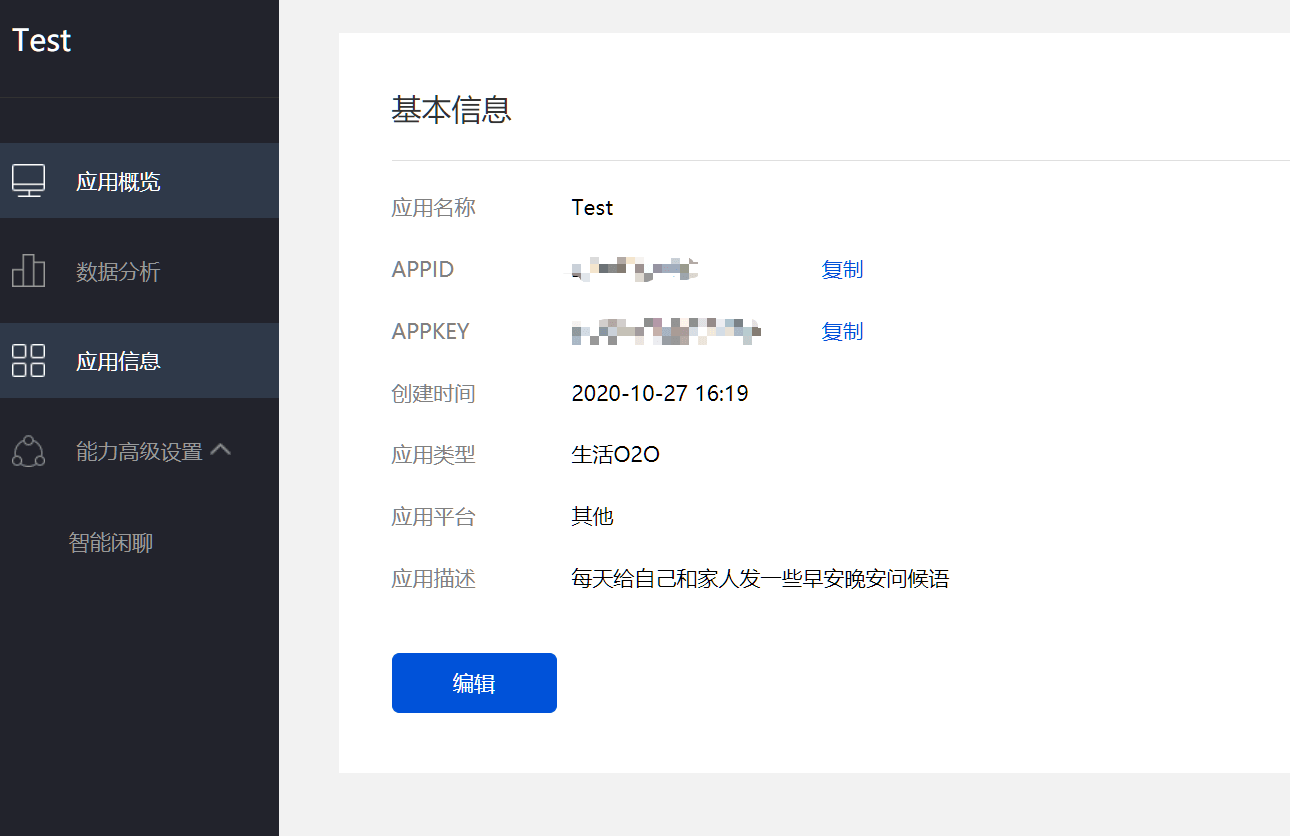 Test
应用概览
数据分析
应用信息
能力高级设置
智能闲聊
基本信息
应用名称 Test
APPID 复制
APPKEY 复制
创建时间 2020-10-27 16:19
应用类型 生活O2O
应用平台 其他
应用描述 每天给自己和家人发一些早安晚安问候语
编辑